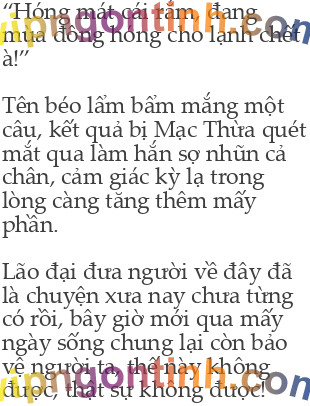 “Hóng mát cái rắm, đang
mùa đông hóng cho lạnh chết
à!”
Tên béo lẩm bẩm mắng một
câu, kết quả bị Mạc Thừa quét
mắt qua làm hắn sợ nhũn cả
chân, cảm giác kỳ lạ trong
lòng càng tăng thêm mấy
phần.
Lão đại đưa người về đây đã
là chuyện xưa nay chưa từng
có rồi, bây giờ mới qua mấy
ngày sống chung lại còn bảo
vệ người ta, thế này không
được, thật sự không được!
vipngontinh.com
vipngontinh.com